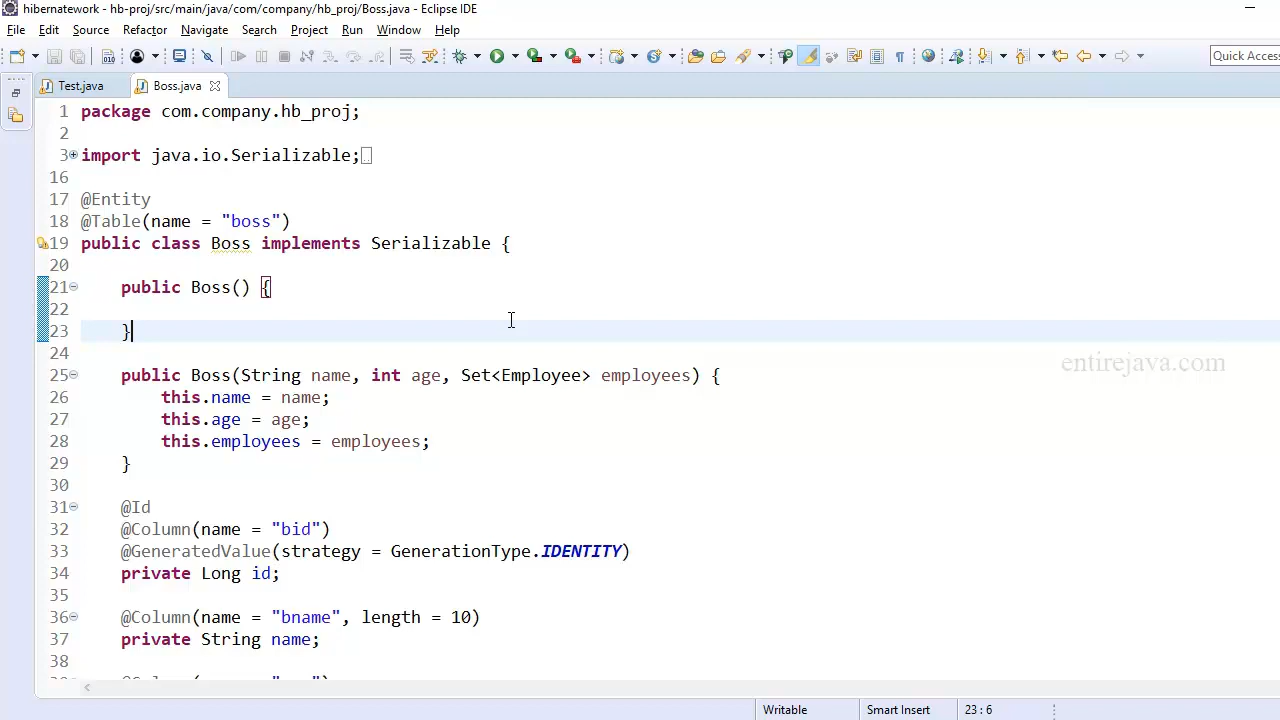 hibernatework - hb-proj/src/main/java/com/company/hb_proj/Boss.java - Eclipse IDE
File Edit Source Refactor Navigate Search Project Run Window Help
Quick Access
Test.java Boss.java
1 package com.company.hb_proj;
2
3 import java.io.Serializable;
16
17 @Entity
18 @Table(name = "boss")
19 public class Boss implements Serializable {
20
21 public Boss() {
22
23 }
24
25 public Boss(String name, int age, Set<Employee> employees) {
26 this.name = name;
27 this.age = age;
28 this.employees = employees;
29 }
30
31 @Id
32 @Column(name = "bid")
33 @GeneratedValue(strategy = GenerationType.IDENTITY)
34 private Long id;
35
36 @Column(name = "bname", length = 10)
37 private String name;
38
entirejava.com
Writable Smart Insert 23 : 6